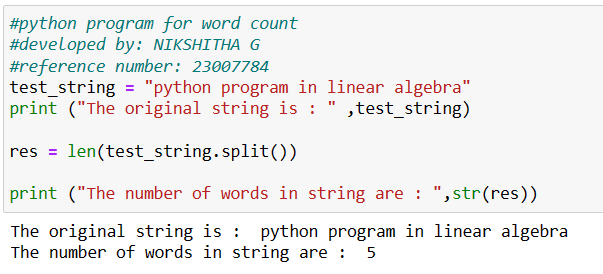 #python program for word count
#developed by: NIKSHITHA G
#reference number: 23007784
test_string = "python program in linear algebra"
print ("The original string is : " ,test_string)
res = len(test_string.split())
print ("The number of words in string are : ",str(res))
The original string is :  python program in linear algebra
The number of words in string are :  5